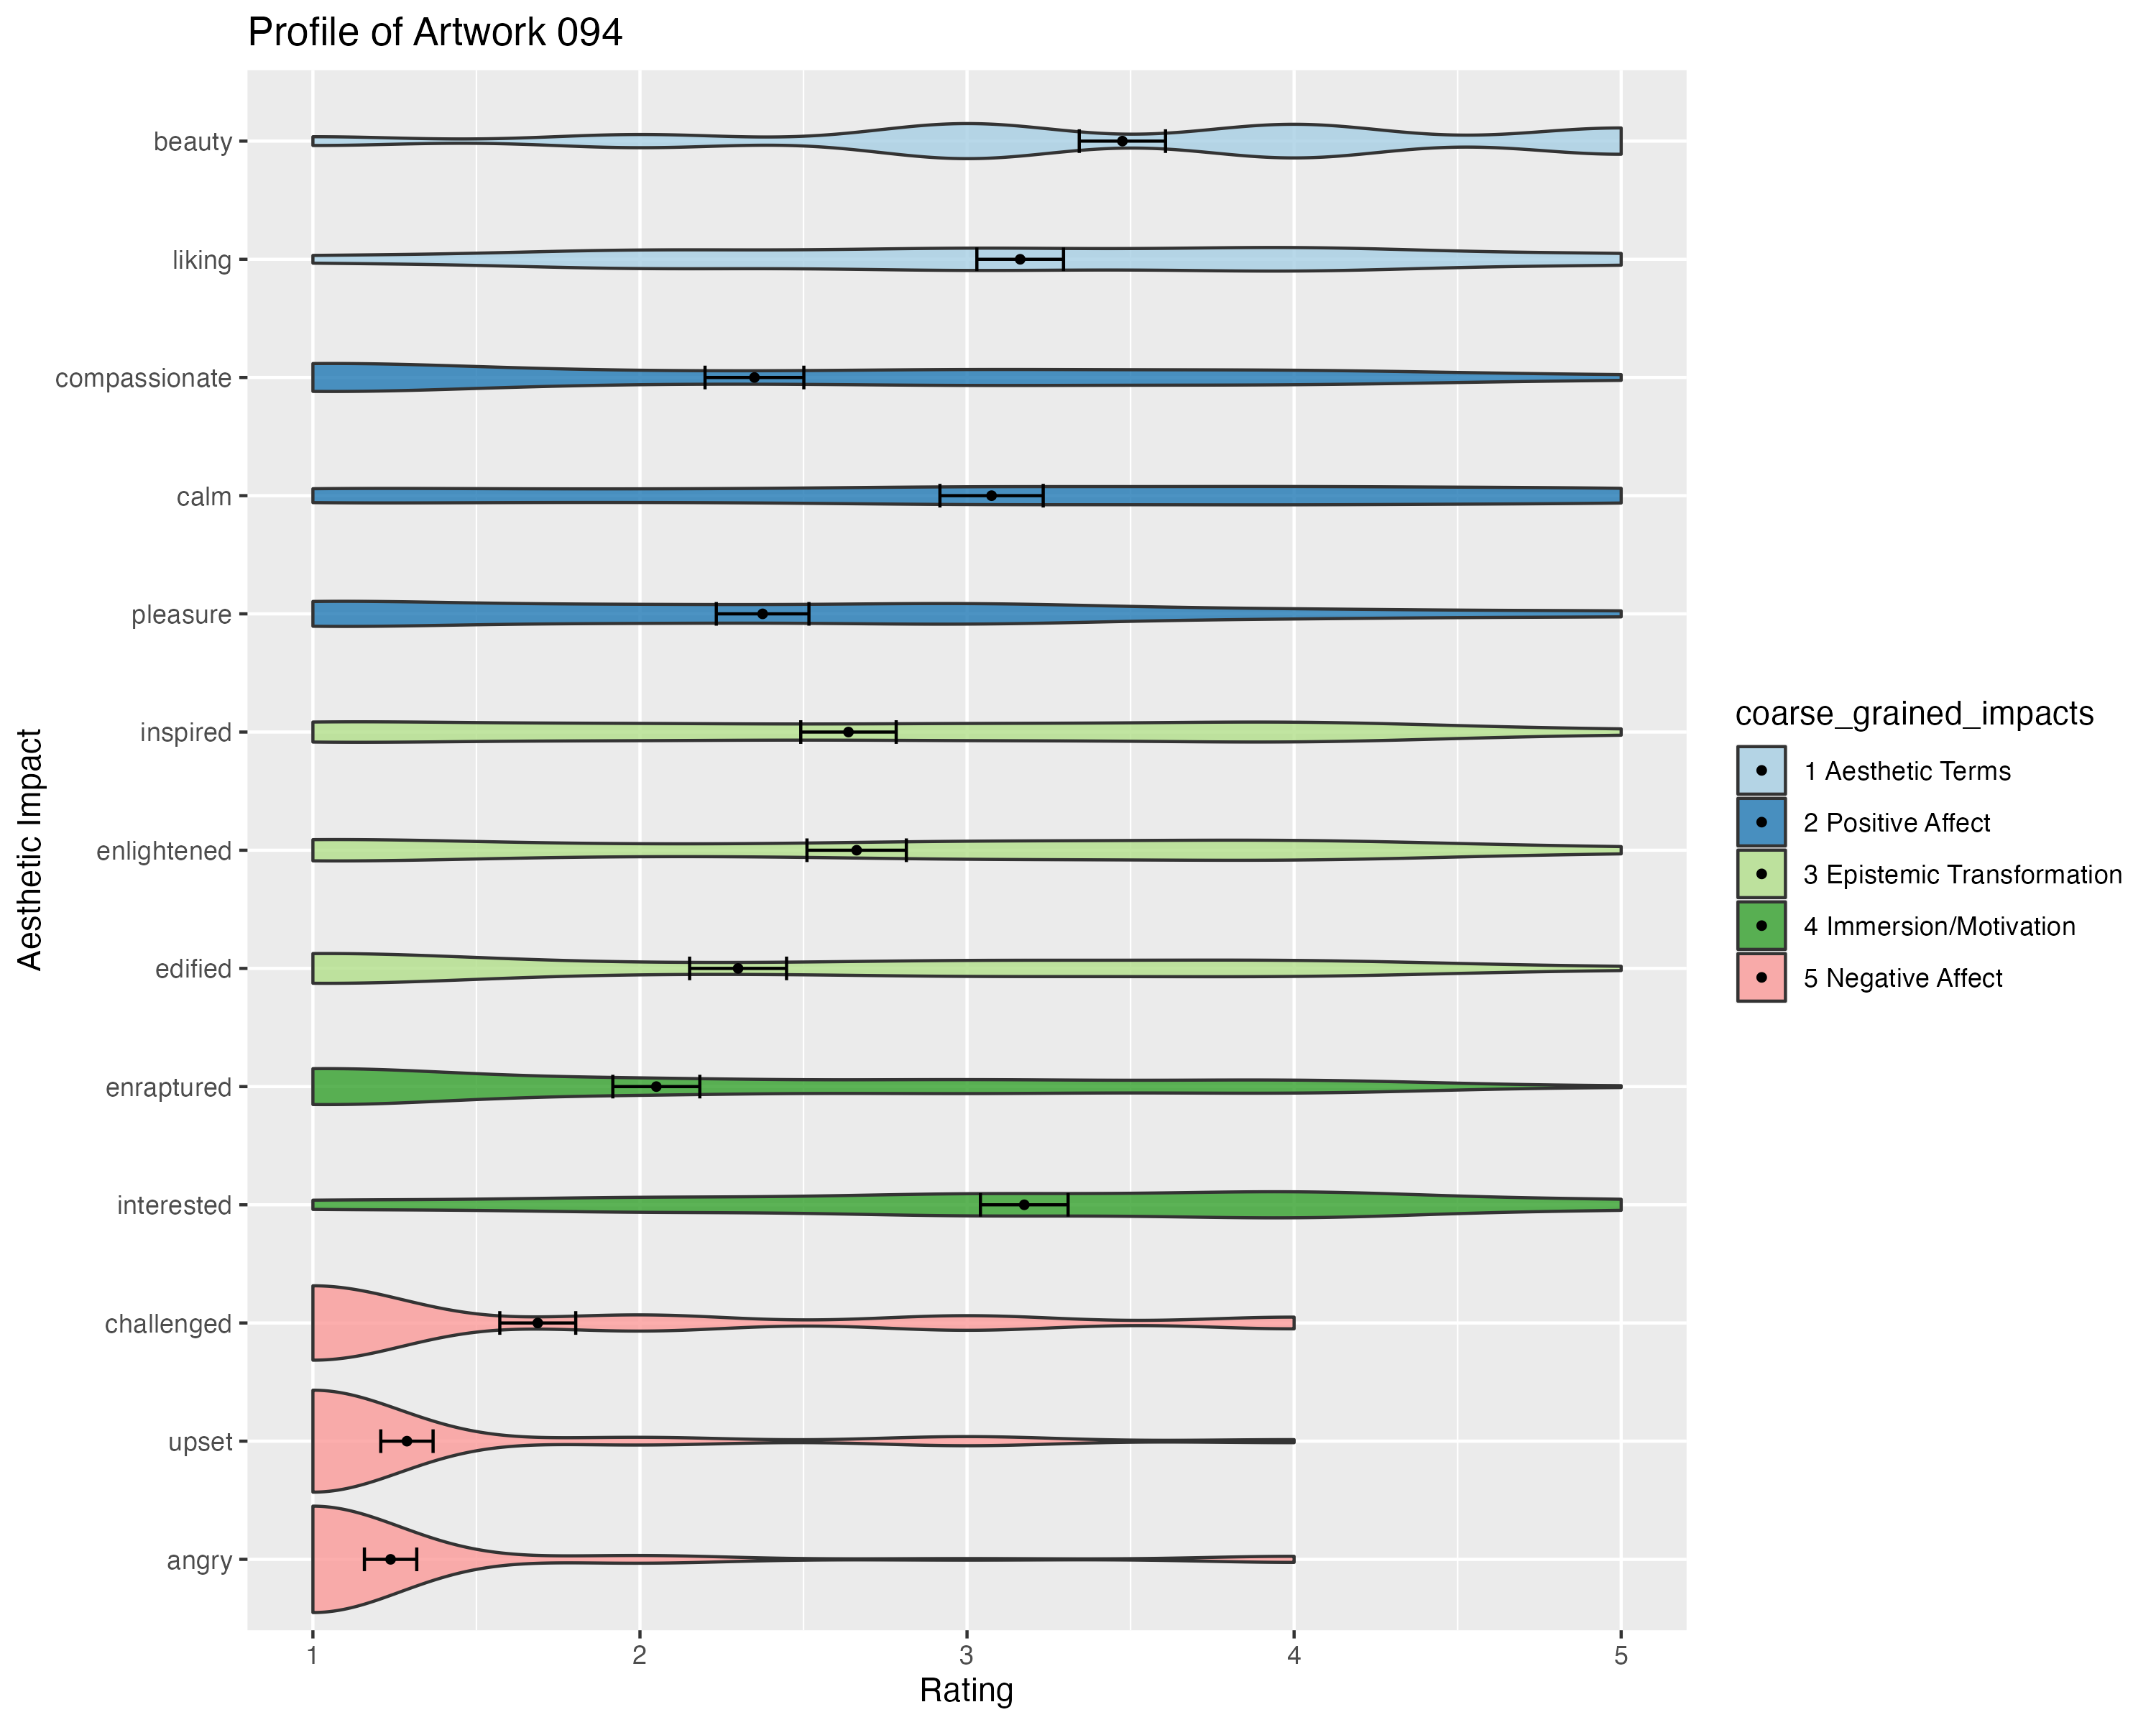 Profile of Artwork 094
Aesthetic Impact
beauty
liking
compassionate
calm
pleasure
inspired
enlightened
edified
enraptured
interested
challenged
upset
angry
1 2 3 4 5
Rating
coarse_grained_impacts
1 Aesthetic Terms
2 Positive Affect
3 Epistemic Transformation
4 Immersion/Motivation
5 Negative Affect